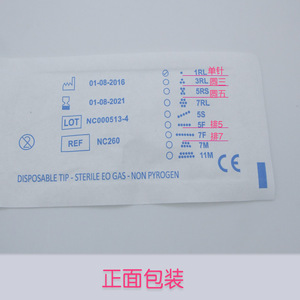 01-08-2016
01-08-2021
LOT NC000513-4
REF NC260
1RL 单针
3RL 圆三
5RS 圆五
7RL
5S
5F 排5
7F 排7
7M
11M
DISPOSABLE TIP - STERILE EO GAS - NON PYROGEN
正面包装